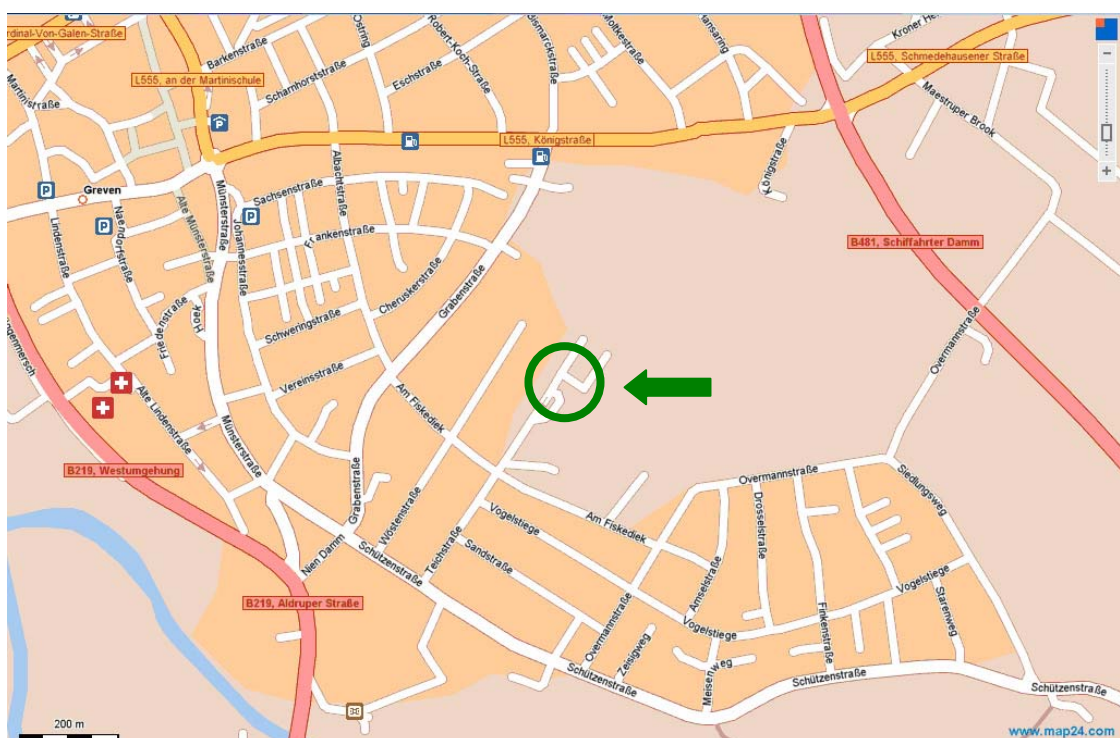 rdinal-Von-Galen-Straße
Barkenstraße
Ostring
Robert-Koch-Straße
Bismarckstraße
Moltkestraße
Hansaring
Kroner He
L555, Schmedehausener Straße
L555, an der Martinischule
Scharnhorststraße
Eschstraße
Martinistraße
Maestruper Brook
L555, Königstraße
Albachtstraße
Königstraße
P
P
P
P
Greven
Sachsenstraße
Münsterstraße
Johannesstraße
Alte Münsterstraße
Naendorfstraße
Lindenstraße
Frankenstraße
B481, Schiffahrter Damm
Cheruskerstraße
Grabenstraße
Friedenstraße
Hoek
Schweringstraße
Overmannstraße
Vereinsstraße
Am Fiskediek
Alte Lindenstraße
Münsterstraße
B219, Westumgehung
Grabenstraße
Wöstenstraße
Overmannstraße
Siedlungsweg
Drosselstraße
Vogelstiege
Am Fiskediek
Nien Damm
Schützenstraße
Teichstraße
Sandstraße
Amselstraße
Vogelstiege
B219, Aldruper Straße
Overmannstraße
Zeisigweg
Vogelstiege
Finkenstraße
Starenweg
Meisenweg
Schützenstraße
Schützenstraße
Schützenstraße
200 m
www.map24.com